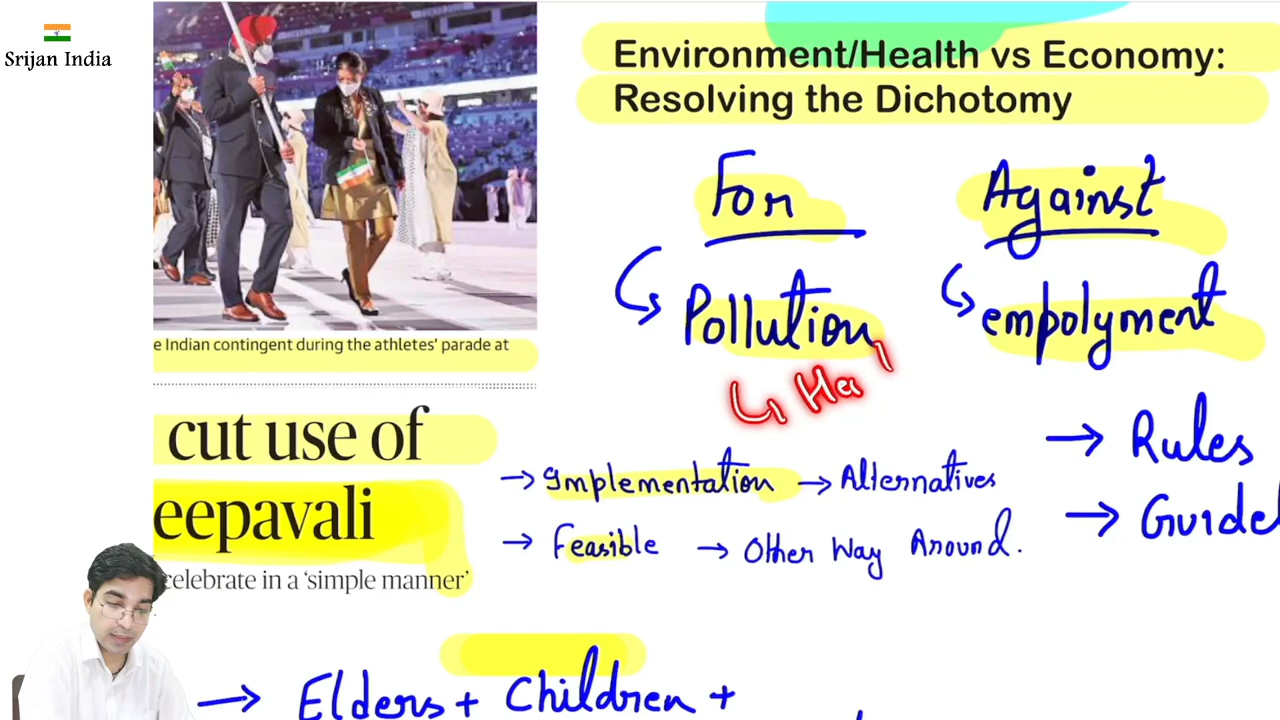 Srijan India
Environment/Health vs Economy:
Resolving the Dichotomy
For
Against
Pollution,
empolyment
Hea
e Indian contingent during the athletes’ parade at
cut use of
eepavali
celebrate in a ‘simple manner’
→ Implementation → Alternatives
→ Feasible → Other Way Around.
→ Rules
→ Guidel
→ Elders + Children +